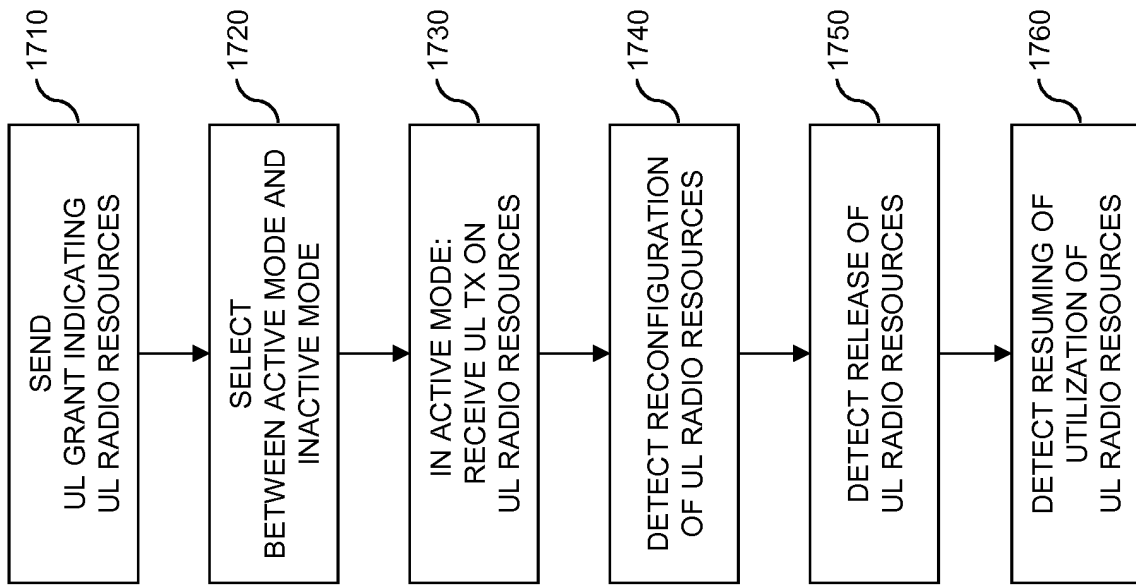 SEND
UL GRANT INDICATING
UL RADIO RESOURCES
1710
SELECT
BETWEEN ACTIVE MODE AND
INACTIVE MODE
1720
IN ACTIVE MODE:
RECEIVE UL TX ON
UL RADIO RESOURCES
1730
DETECT RECONFIGURATION
OF UL RADIO RESOURCES
1740
DETECT RELEASE OF
UL RADIO RESOURCES
1750
DETECT RESUMING OF
UTILIZATION OF
UL RADIO RESOURCES
1760